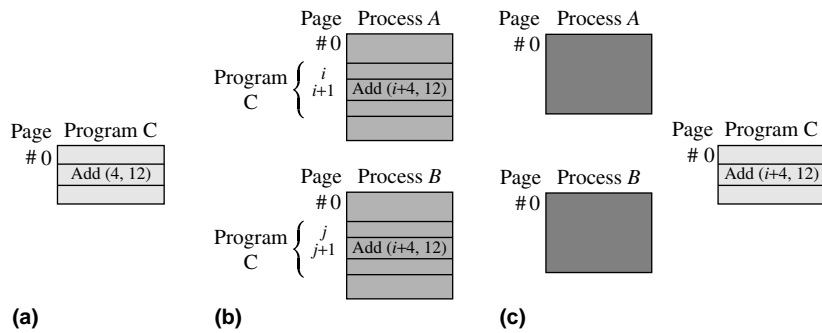 Page Program C
# 0
Add (4, 12)
(a)
Page Process A
# 0
Program C
i
i+1
Add (i+4, 12)
Page Process B
# 0
Program C
j
j+1
Add (i+4, 12)
(b)
Page Process A
# 0
Page Process B
# 0
Page Program C
# 0
Add (i+4, 12)
(c)